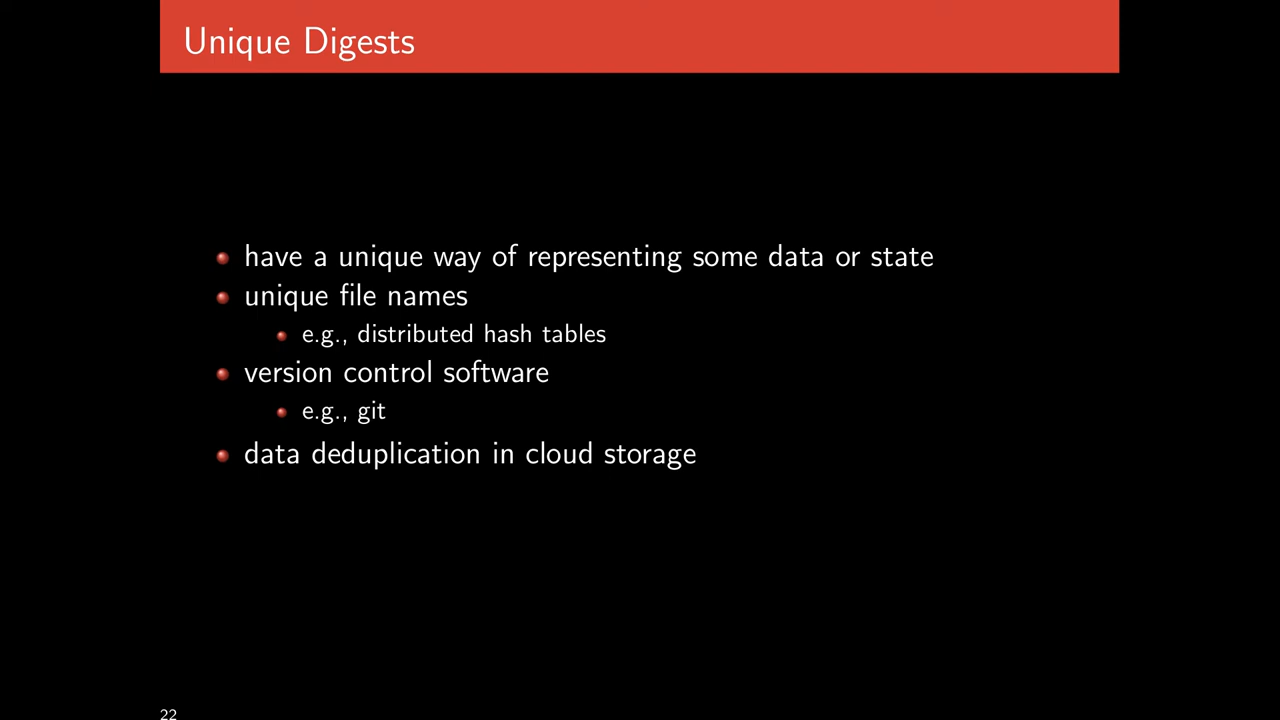 Unique Digests
have a unique way of representing some data or state
unique file names
e.g., distributed hash tables
version control software
e.g., git
data deduplication in cloud storage
22